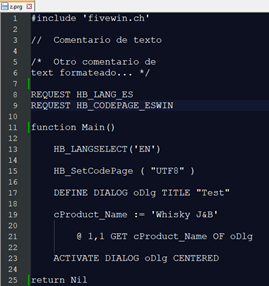 z.prg
1 #include 'fivewin.ch'
2
3 // Comentario de texto
4
5 /* Otro comentario de
6 text formateado... */
7
8 REQUEST HB_LANG_ES
9 REQUEST HB_CODEPAGE_ESWIN
10
11 function Main()
12
13 HB_LANGSELECT('EN')
14
15 HB_SetCodePage ( "UTF8" )
16
17 DEFINE DIALOG oDlg TITLE "Test"
18
19 cProduct_Name := 'Whisky J&B'
20
21 @ 1,1 GET cProduct_Name OF oDlg
22
23 ACTIVATE DIALOG oDlg CENTERED
24
25 return Nil